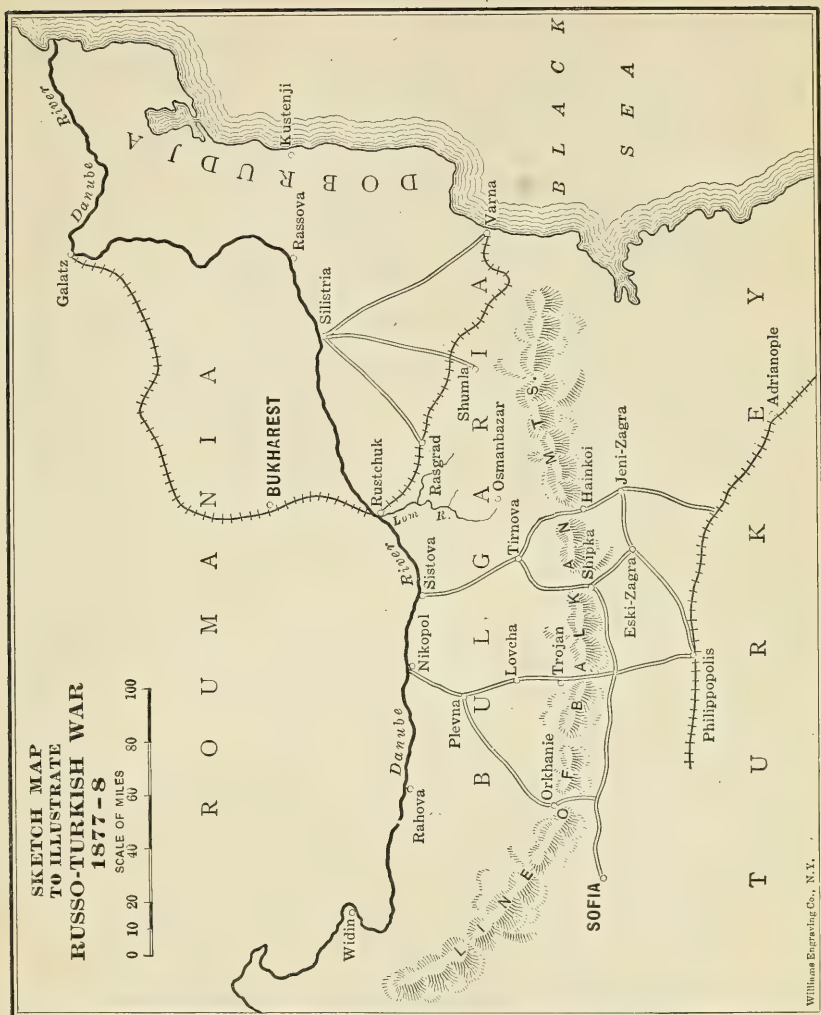 SKETCH MAP
TO ILLUSTRATE
RUSSO-TURKISH WAR
1877-8
SCALE OF MILES
0 10 20 40 60 80 100
ROUMANIA
BUKHAREST
Galatz
Danube River
Widin
Rahova
Danube
Nikopol
River
Sistova
Rustchuk
Silistria
Rassova
DOBRUDJA
Kustenji
BLACK
SEA
Varna
Shumla
Rasgrad
Lom R.
Osmanbazar
Tirnova
Plevna
Lovcha
BULGARIA
Orkhanie
Trojan
Shipka
Hainkoi
LINE OF BALKAN MTS.
SOFIA
Eski-Zagra
Jeni-Zagra
Philippopolis
Adrianople
TURKEY
Williams Engraving Co., N.Y.